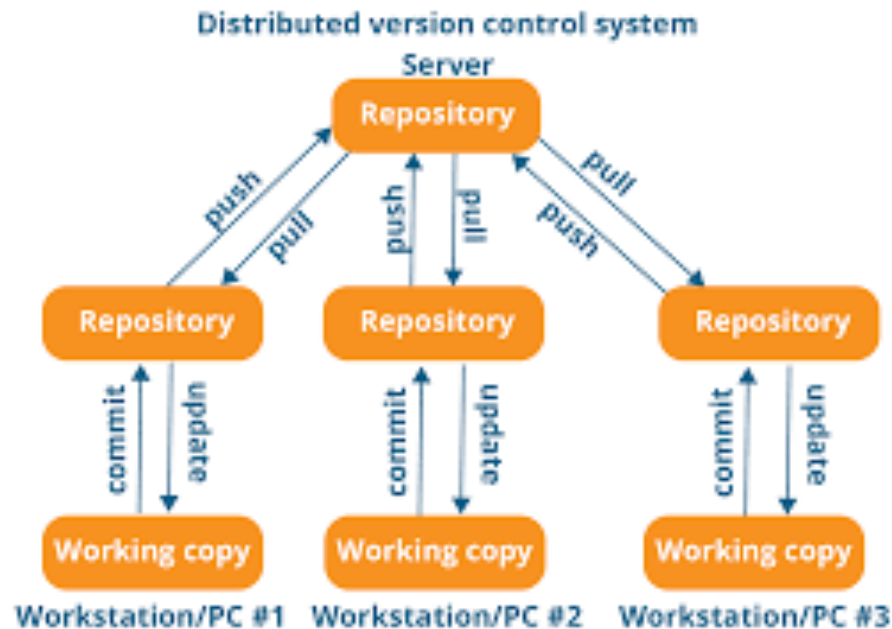 Distributed version control system
Server
Repository
push
pull
push
pull
push
pull
Repository
Repository
Repository
commit
update
commit
update
commit
update
Working copy
Working copy
Working copy
Workstation/PC #1
Workstation/PC #2
Workstation/PC #3